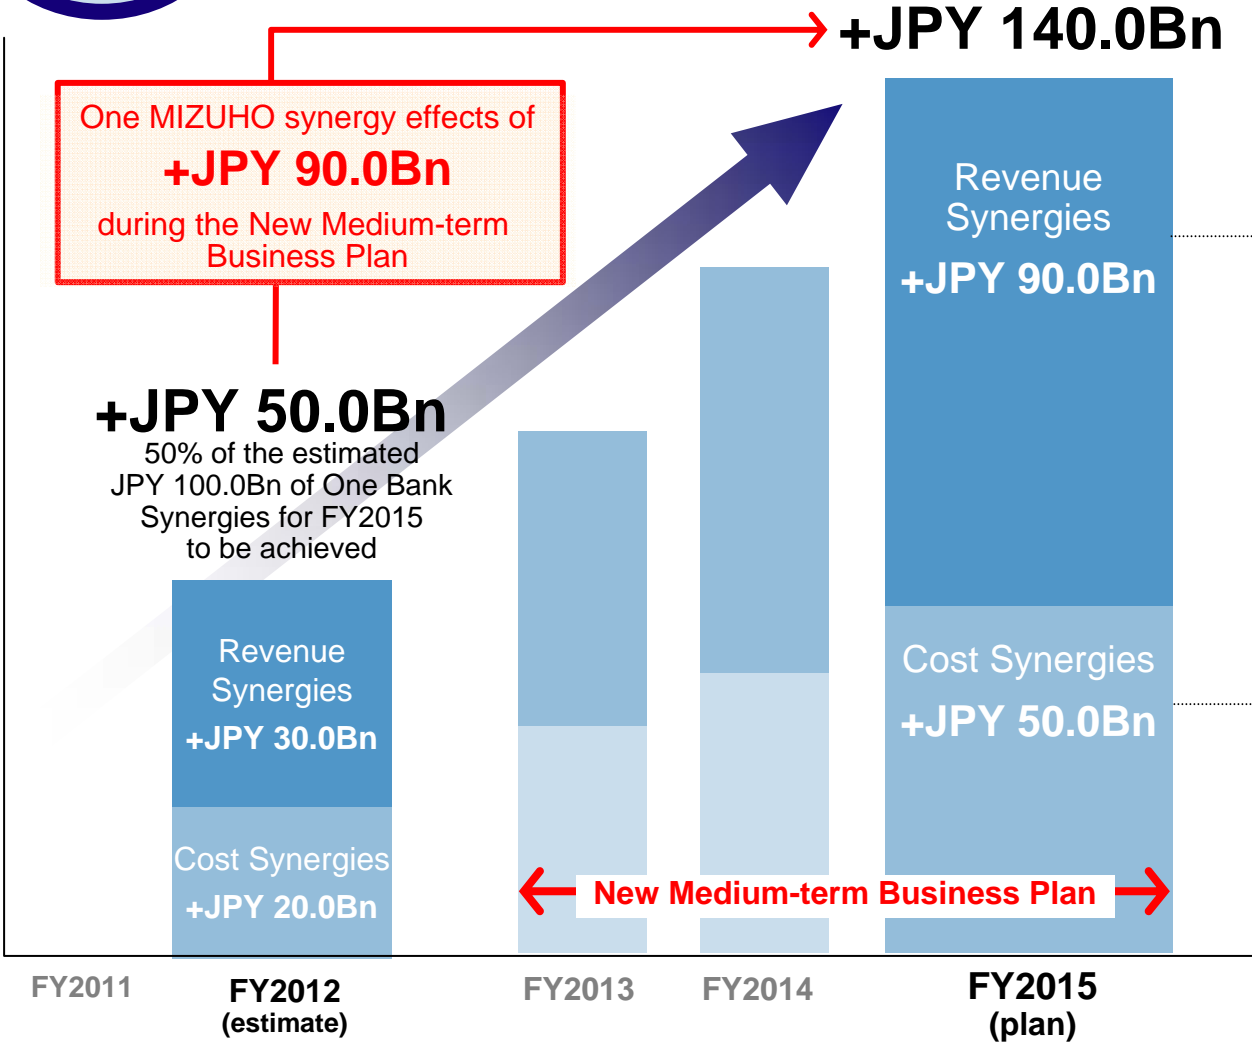 +JPY 140.0Bn
One MIZUHO synergy effects of
+JPY 90.0Bn
during the New Medium-term
Business Plan
+JPY 50.0Bn
50% of the estimated
JPY 100.0Bn of One Bank
Synergies for FY2015
to be achieved
Revenue
Synergies
+JPY 30.0Bn
Cost Synergies
+JPY 20.0Bn
Revenue
Synergies
+JPY 90.0Bn
Cost Synergies
+JPY 50.0Bn
New Medium-term Business Plan
FY2011
FY2012
(estimate)
FY2013
FY2014
FY2015
(plan)